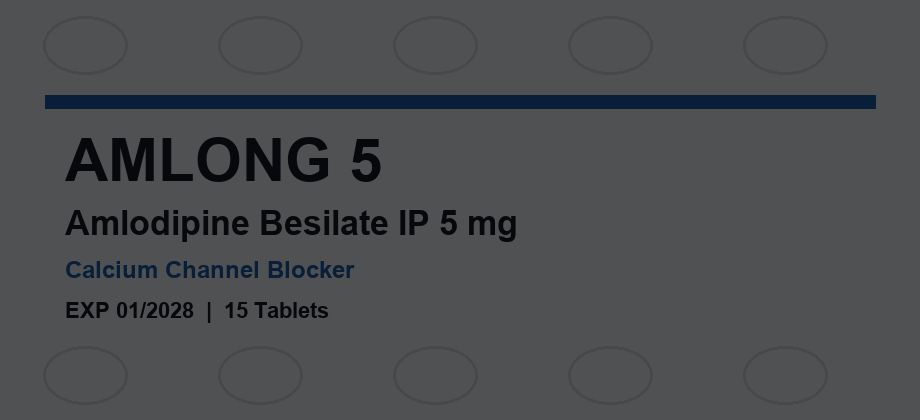 AMLONG 5
Amlodipine Besilate IP 5 mg
Calcium Channel Blocker
EXP 01/2028 | 15 Tablets